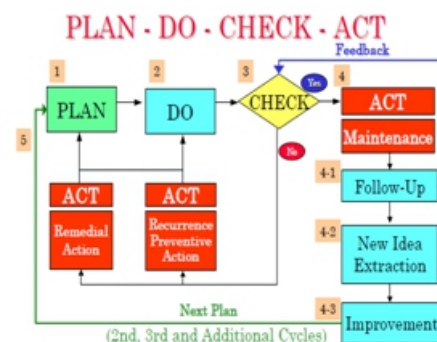 PLAN - DO - CHECK - ACT
Feedback
1
2
3
4
PLAN
DO
CHECK
Yes
ACT
Maintenance
No
5
4-1
Follow-Up
ACT
ACT
Remedial
Action
Recurrence
Preventive
Action
4-2
New Idea
Extraction
Next Plan
4-3
Improvement
(2nd, 3rd and Additional Cycles)